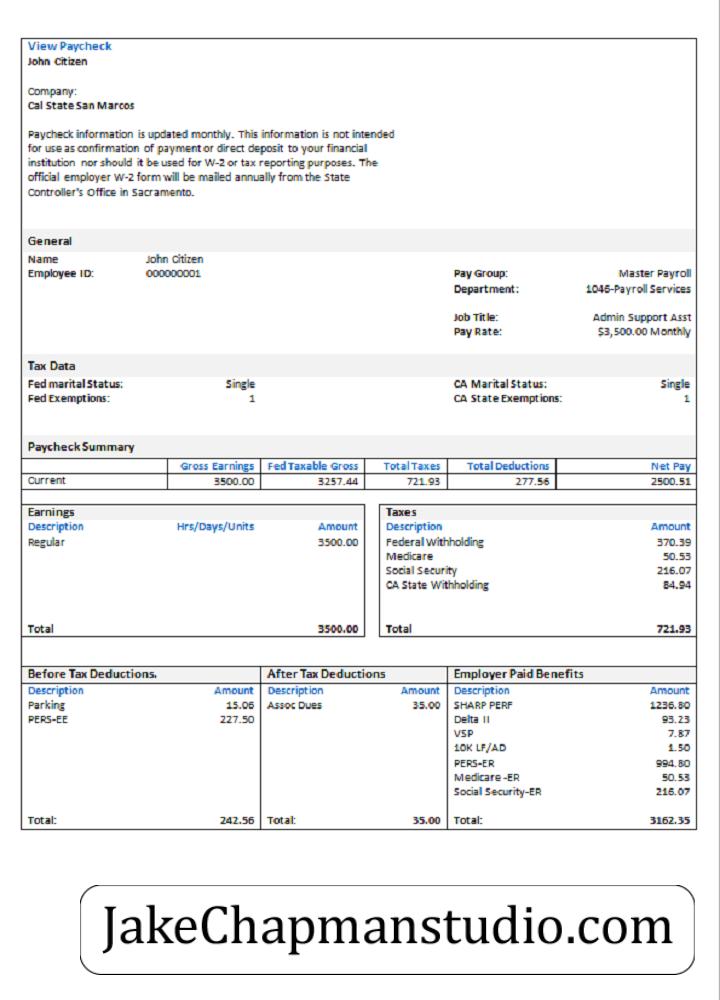 View Paycheck
John Citizen
Company:
Cal State San Marcos
Paycheck information is updated monthly. This information is not intended
for use as confirmation of payment or direct deposit to your financial
institution nor should it be used for W-2 or tax reporting purposes. The
official employer W-2 form will be mailed annually from the State
Controller's Office in Sacramento.
General
Name John Citizen
Employee ID: 000000001 Pay Group: Master Payroll
Department: 1046-Payroll Services
Job Title: Admin Support Asst
Pay Rate: $3,500.00 Monthly
Tax Data
Fed marital Status: Single CA Marital Status: Single
Fed Exemptions: 1 CA State Exemptions: 1
Paycheck Summary
Gross Earnings Fed Taxable Gross Total Taxes Total Deductions Net Pay
Current 3500.00 3257.44 721.93 277.56 2500.51
Earnings Taxes
Description Hrs/Days/Units Amount Description Amount
Regular 3500.00 Federal Withholding 370.39
Medicare 50.53
Social Security 216.07
CA State Withholding 84.94
Total 3500.00 Total 721.93
Before Tax Deductions. After Tax Deductions Employer Paid Benefits
Description Amount Description Amount Description Amount
Parking 15.06 Assoc Dues 35.00 SHARP PERF 1236.80
PERS-EE 227.50 Delta II 93.23
VSP 7.87
10K LF/AD 1.50
PERS-ER 994.80
Medicare -ER 50.53
Social Security-ER 216.07
Total: 242.56 Total: 35.00 Total: 3162.35
JakeChapmanstudio.com